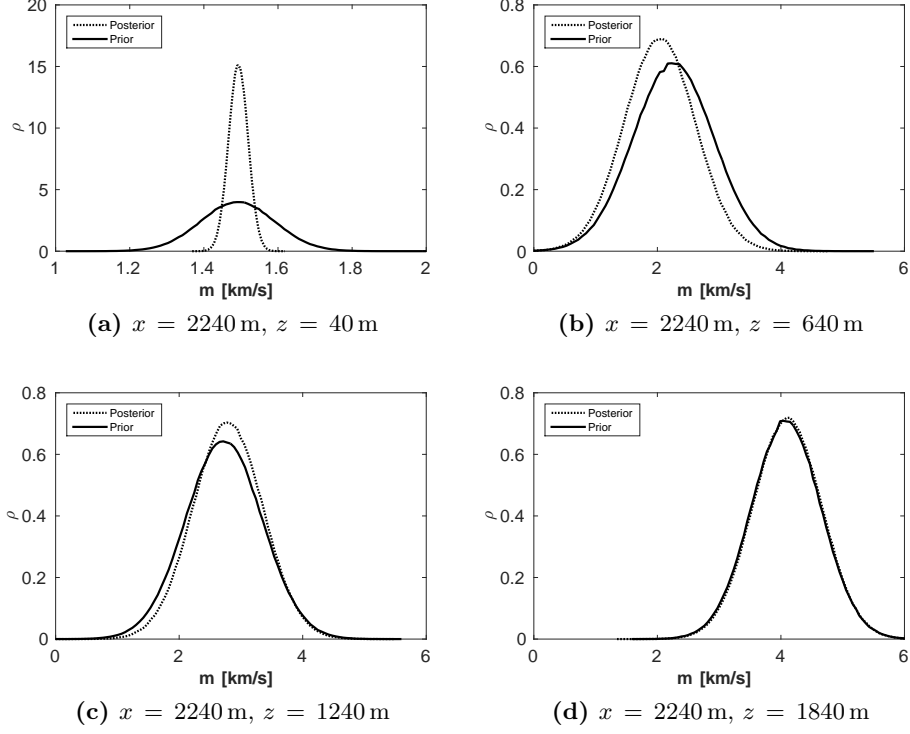 20
15
10
5
0
ρ
Posterior
Prior
1 1.2 1.4 1.6 1.8 2
m [km/s]
(a) x = 2240 m, z = 40 m
0.8
0.6
0.4
0.2
0
ρ
Posterior
Prior
0 2 4 6
m [km/s]
(b) x = 2240 m, z = 640 m
0.8
0.6
0.4
0.2
0
ρ
Posterior
Prior
0 2 4 6
m [km/s]
(c) x = 2240 m, z = 1240 m
0.8
0.6
0.4
0.2
0
ρ
Posterior
Prior
0 2 4 6
m [km/s]
(d) x = 2240 m, z = 1840 m